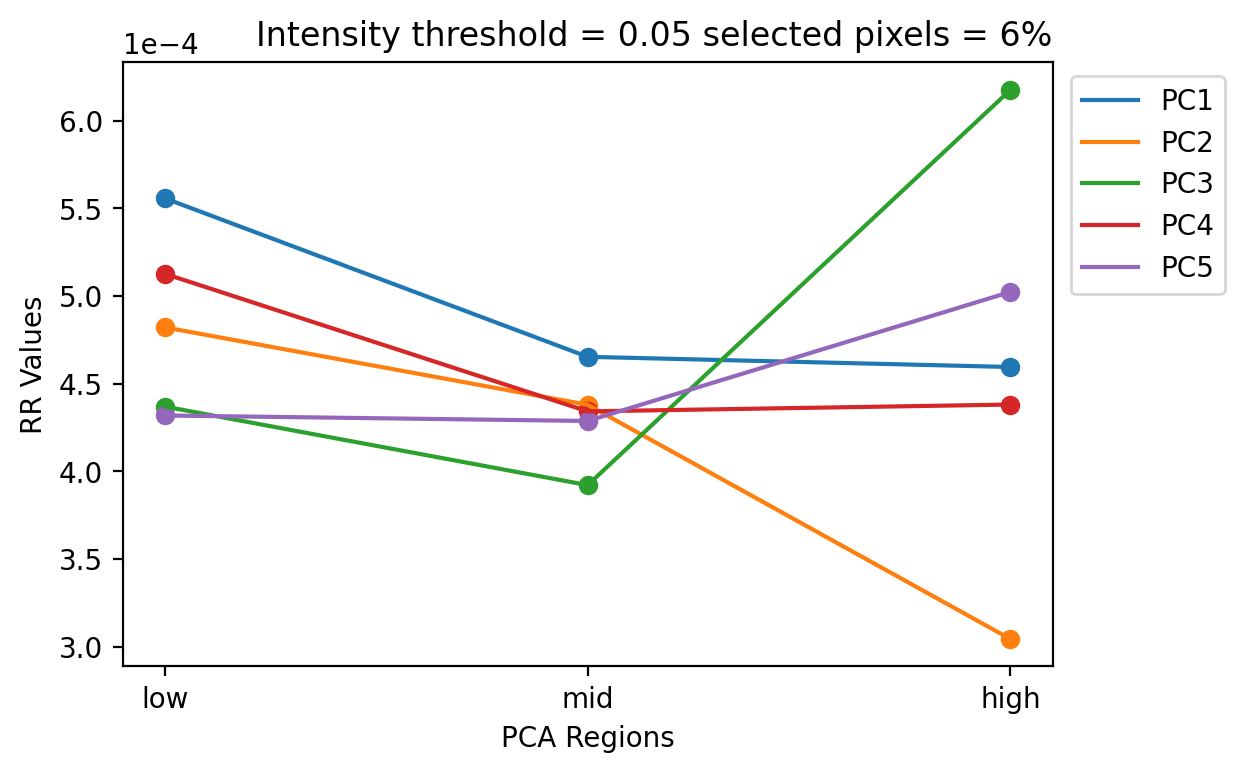 Intensity threshold = 0.05 selected pixels = 6%
1e−4
6.0
5.5
5.0
4.5
4.0
3.5
3.0
RR Values
low
mid
high
PCA Regions
PC1
PC2
PC3
PC4
PC5